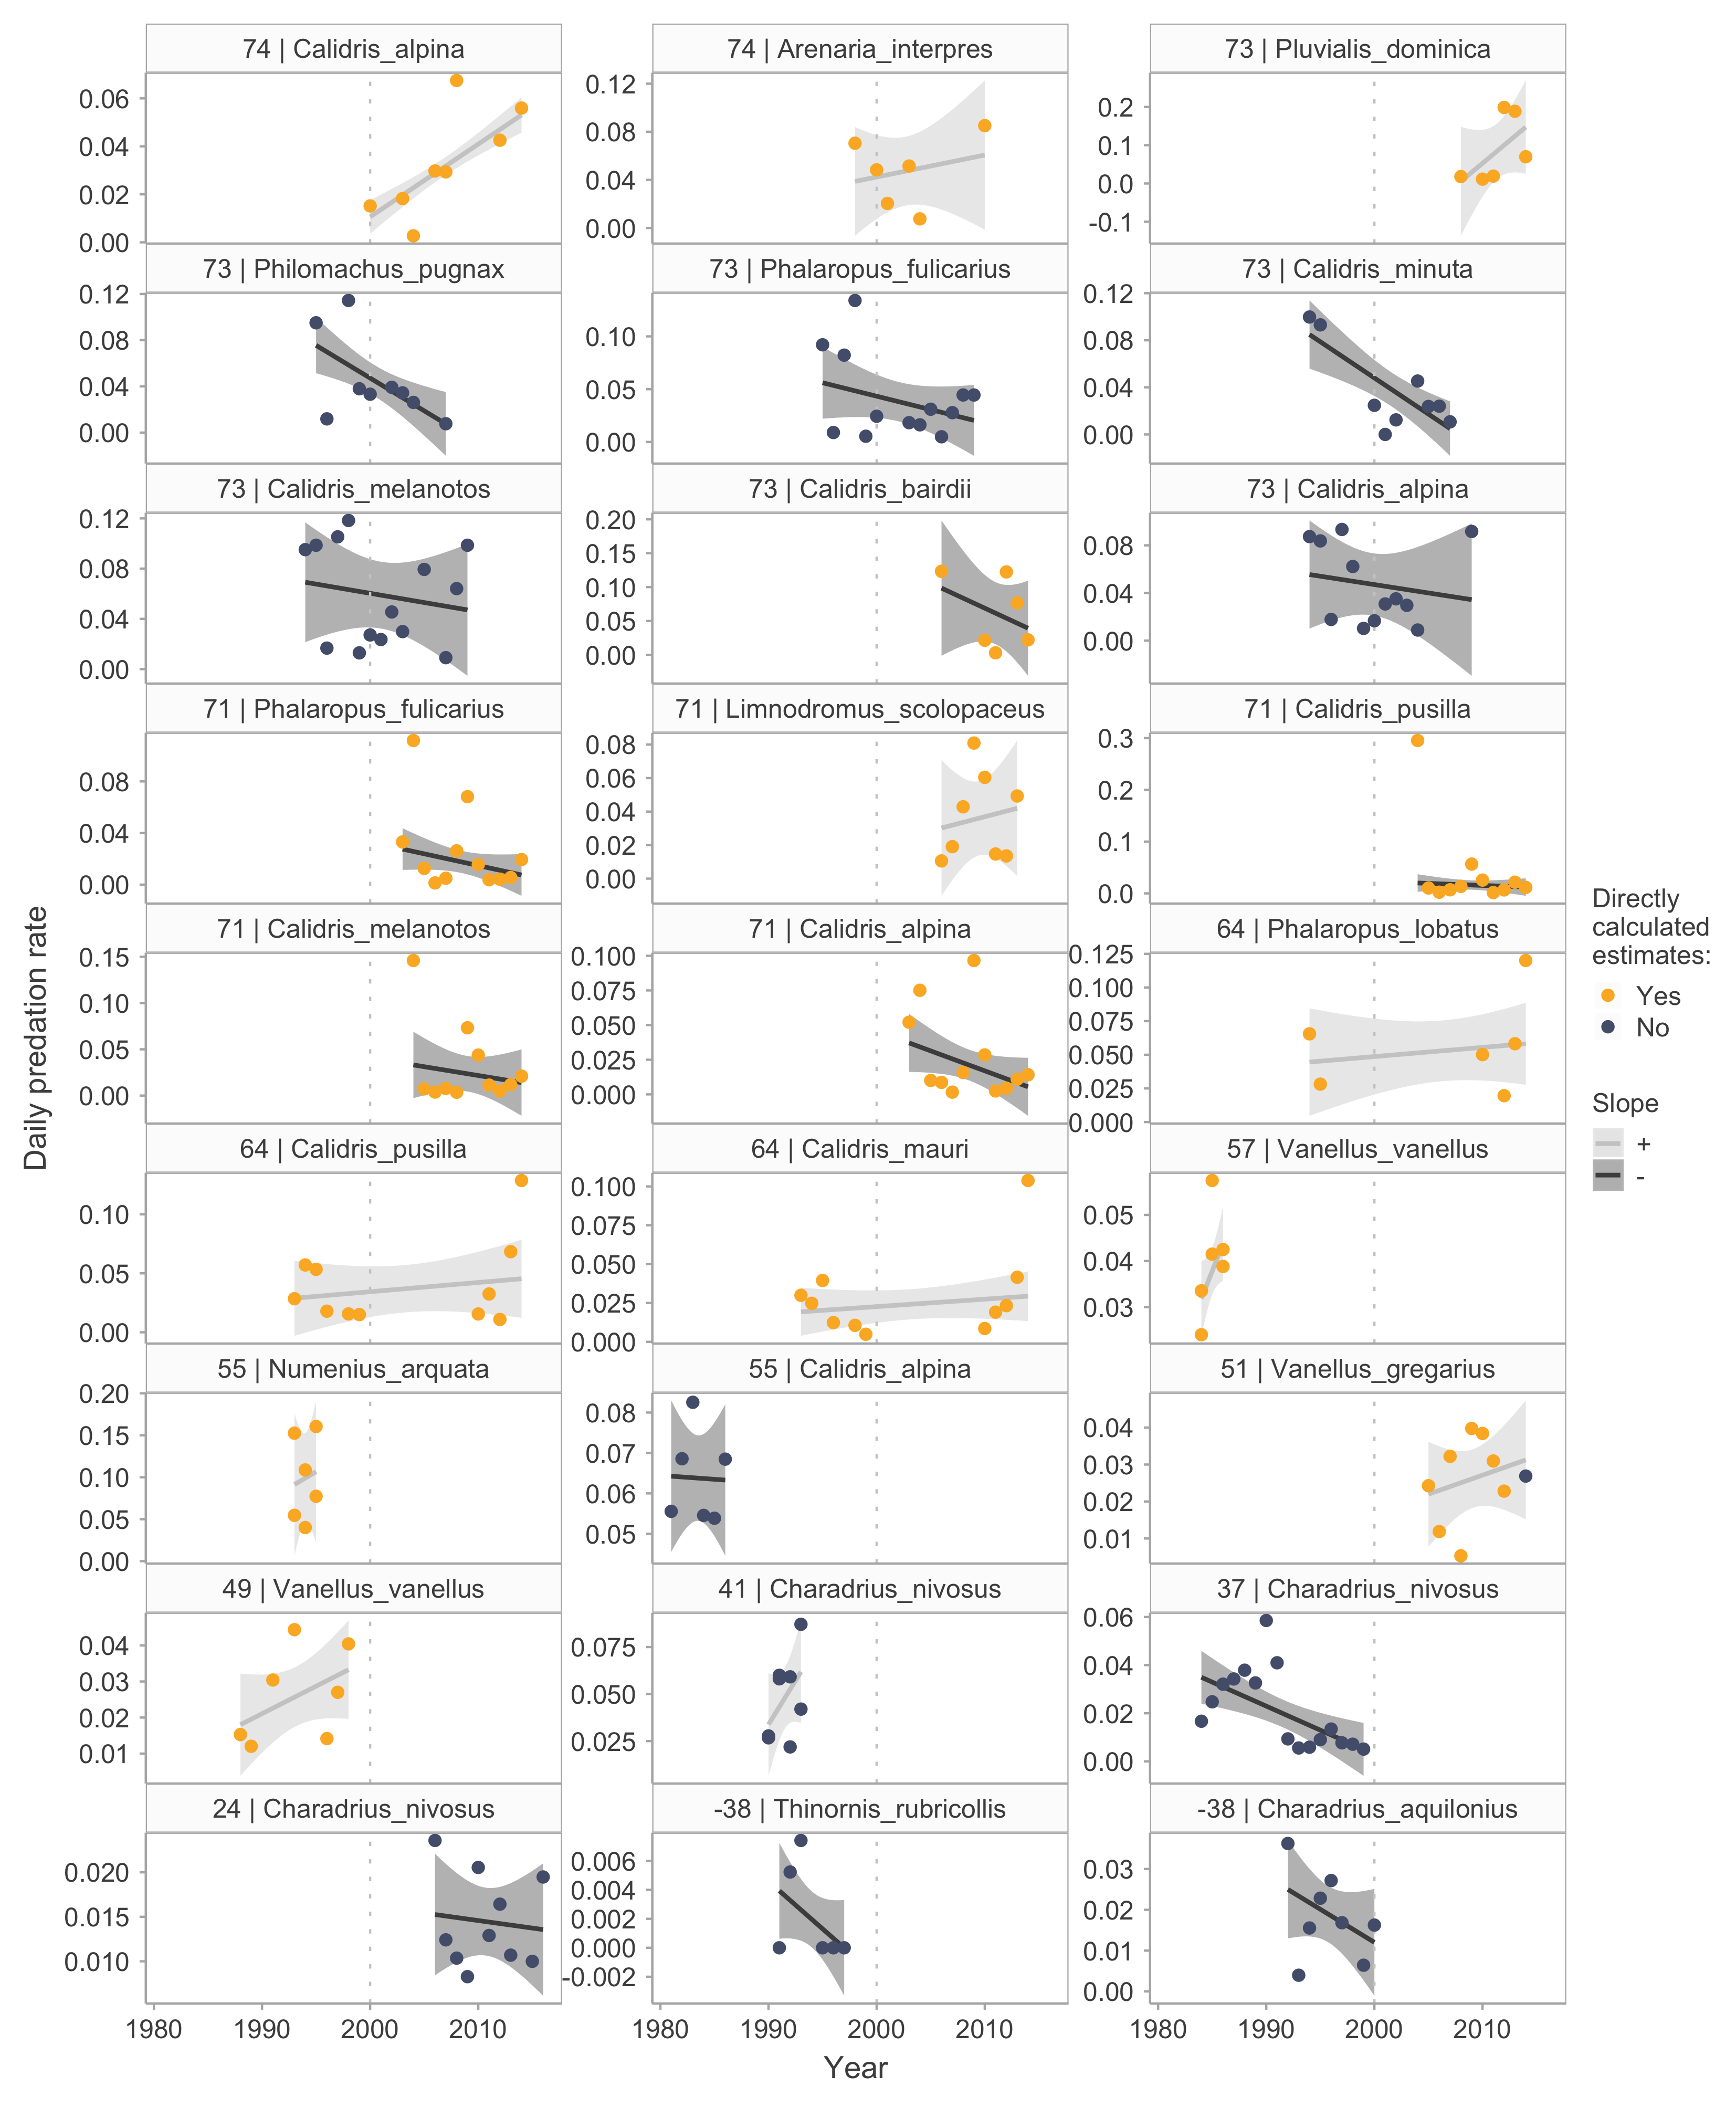 74 | Calidris_alpina
74 | Arenaria_interpres
73 | Pluvialis_dominica
0.06
0.04
0.02
0.00
0.12
0.08
0.04
0.00
0.2
0.1
0.0
-0.1
73 | Philomachus_pugnax
73 | Phalaropus_fulicarius
73 | Calidris_minuta
0.12
0.08
0.04
0.00
0.10
0.05
0.00
0.12
0.08
0.04
0.00
73 | Calidris_melanotos
73 | Calidris_bairdii
73 | Calidris_alpina
0.12
0.08
0.04
0.00
0.20
0.15
0.10
0.05
0.00
0.08
0.04
0.00
71 | Phalaropus_fulicarius
71 | Limnodromus_scolopaceus
71 | Calidris_pusilla
0.08
0.04
0.00
0.08
0.06
0.04
0.02
0.00
0.3
0.2
0.1
0.0
71 | Calidris_melanotos
71 | Calidris_alpina
64 | Phalaropus_lobatus
0.15
0.10
0.05
0.00
0.100
0.075
0.050
0.025
0.000
0.125
0.100
0.075
0.050
0.025
0.000
64 | Calidris_pusilla
64 | Calidris_mauri
57 | Vanellus_vanellus
0.10
0.05
0.00
0.100
0.075
0.050
0.025
0.000
0.05
0.04
0.03
55 | Numenius_arquata
55 | Calidris_alpina
51 | Vanellus_gregarius
0.20
0.15
0.10
0.05
0.00
0.08
0.07
0.06
0.05
0.04
0.03
0.02
0.01
49 | Vanellus_vanellus
41 | Charadrius_nivosus
37 | Charadrius_nivosus
0.04
0.03
0.02
0.01
0.075
0.050
0.025
0.06
0.04
0.02
0.00
24 | Charadrius_nivosus
-38 | Thinornis_rubricollis
-38 | Charadrius_aquilonius
0.020
0.015
0.010
0.006
0.004
0.002
0.000
-0.002
0.03
0.02
0.01
0.00
1980 1990 2000 2010
1980 1990 2000 2010
1980 1990 2000 2010
Year
Daily predation rate
Directly
calculated
estimates:
Yes
No
Slope
+
-